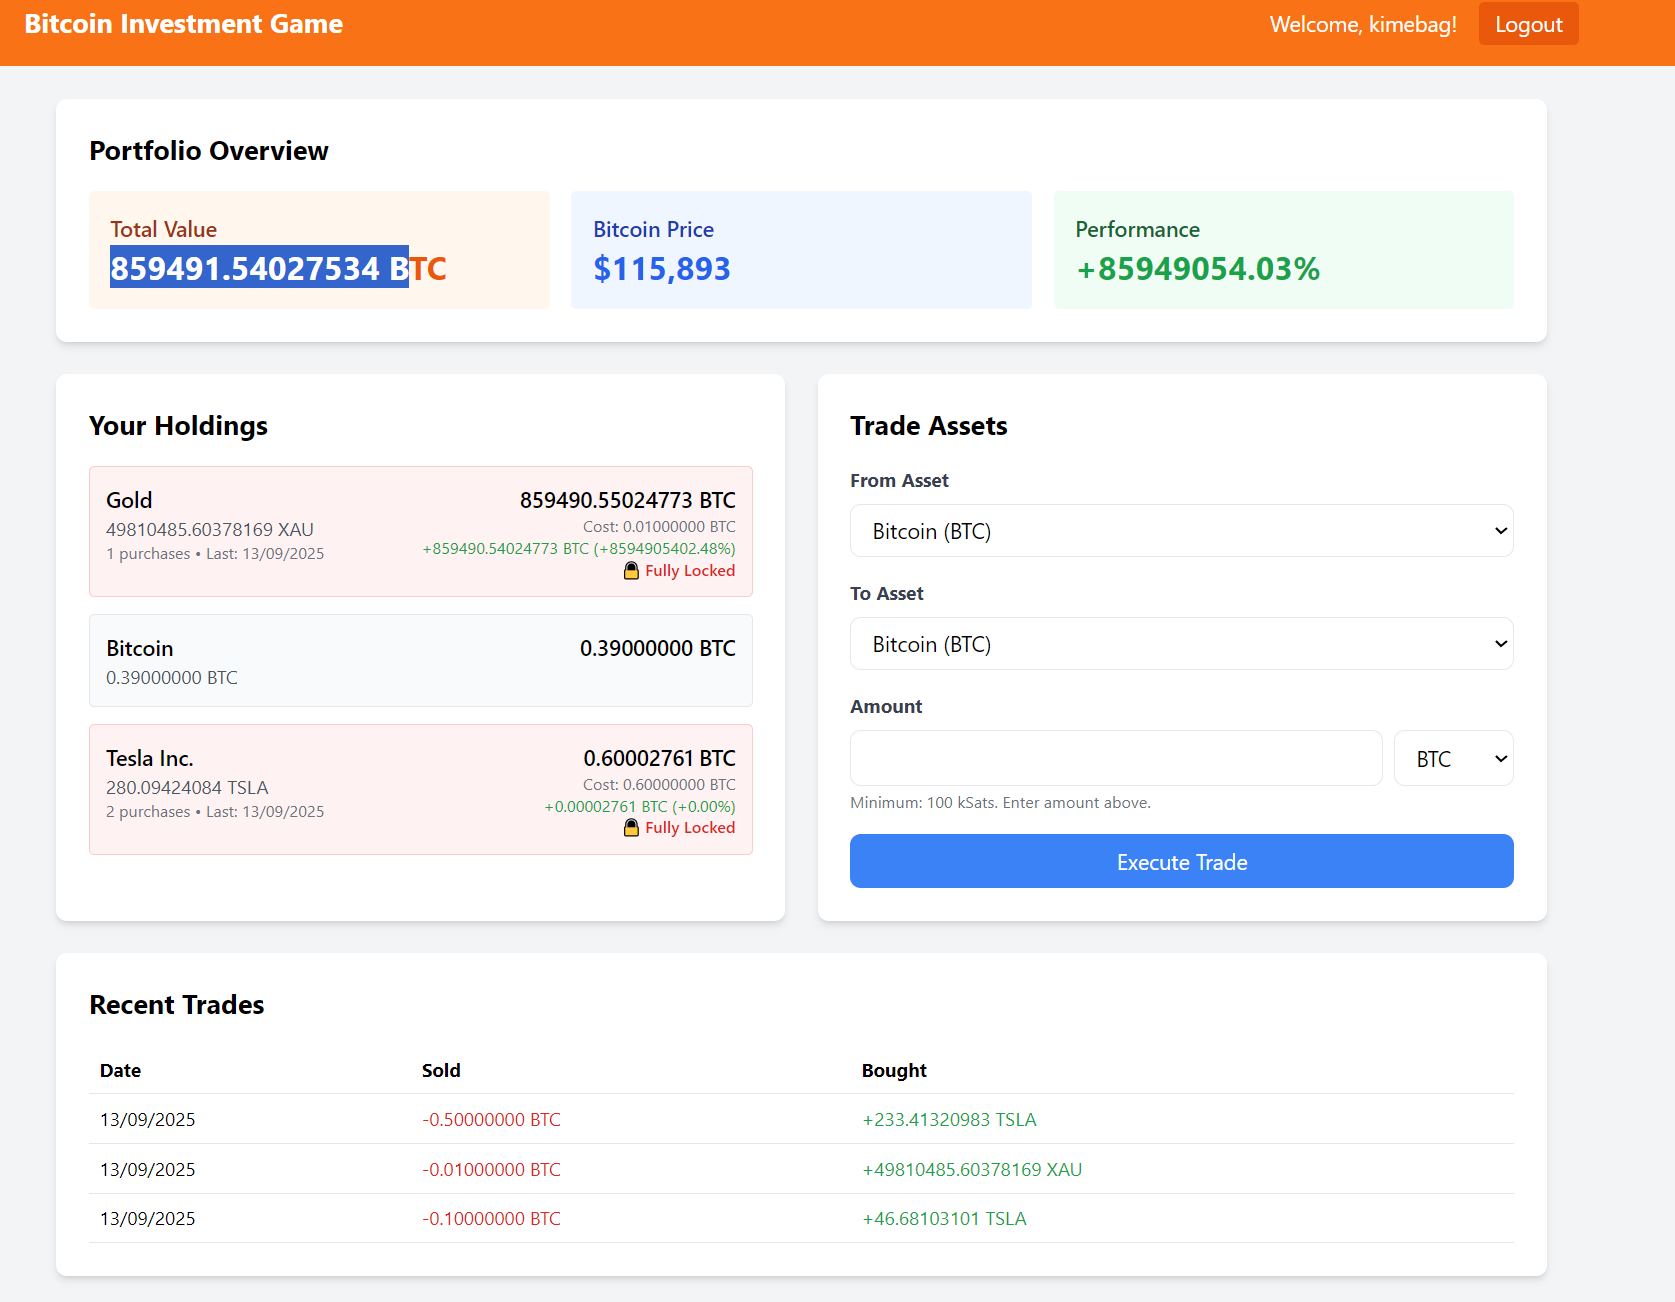 Bitcoin Investment Game
Welcome, kimebag!
Logout
Portfolio Overview
Total Value
859491.54027534 BTC
Bitcoin Price
$115,893
Performance
+85949054.03%
Your Holdings
Gold
859490.55024773 BTC
49810485.60378169 XAU
Cost: 0.01000000 BTC
1 purchases • Last: 13/09/2025
+859490.54024773 BTC (+8594905402.48%)
🔒 Fully Locked
Bitcoin
0.39000000 BTC
0.39000000 BTC
Tesla Inc.
0.60002761 BTC
280.09424084 TSLA
Cost: 0.60000000 BTC
2 purchases • Last: 13/09/2025
+0.00002761 BTC (+0.00%)
🔒 Fully Locked
Trade Assets
From Asset
Bitcoin (BTC)
To Asset
Bitcoin (BTC)
Amount
BTC
Minimum: 100 kSats. Enter amount above.
Execute Trade
Recent Trades
Date Sold Bought
13/09/2025 -0.50000000 BTC +233.41320983 TSLA
13/09/2025 -0.01000000 BTC +49810485.60378169 XAU
13/09/2025 -0.10000000 BTC +46.68103101 TSLA